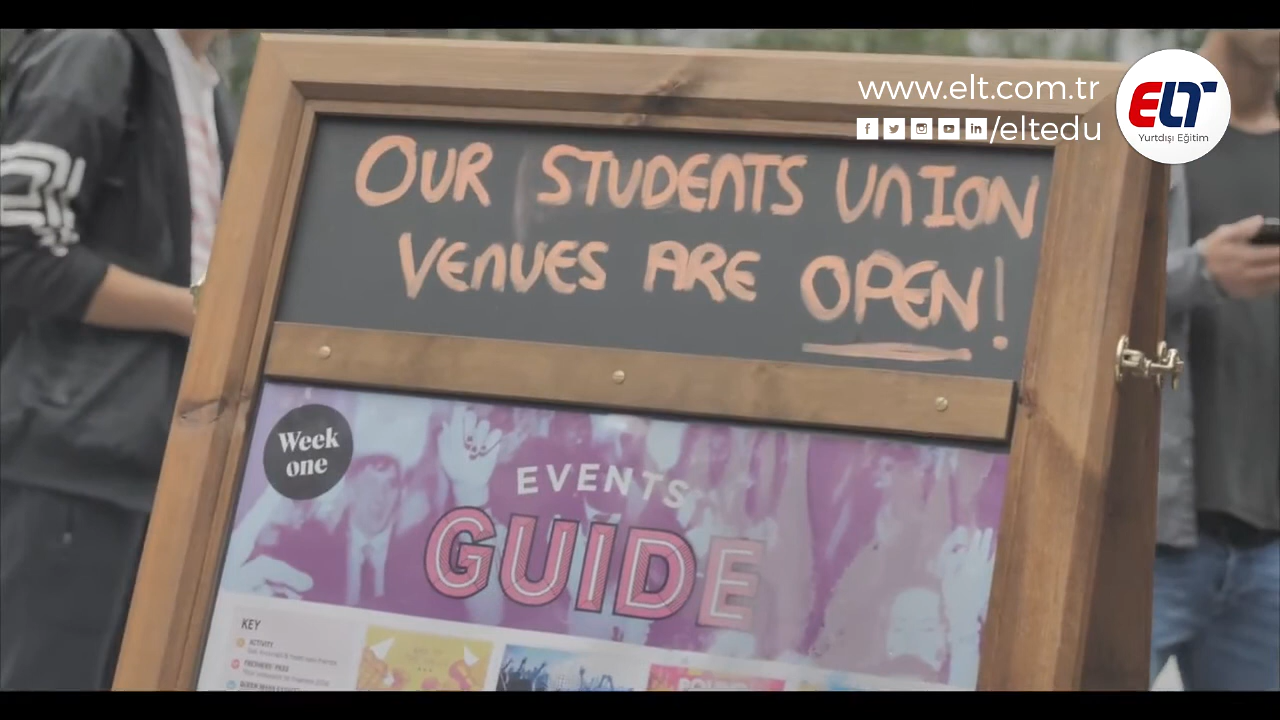 www.elt.com.tr
/eltedu
ELT
Yurtdışı Eğitim
OUR STUDENTS UNION
VENUES ARE OPEN!
Week
one
EVENTS
GUIDE
KEY
ACTIVITY